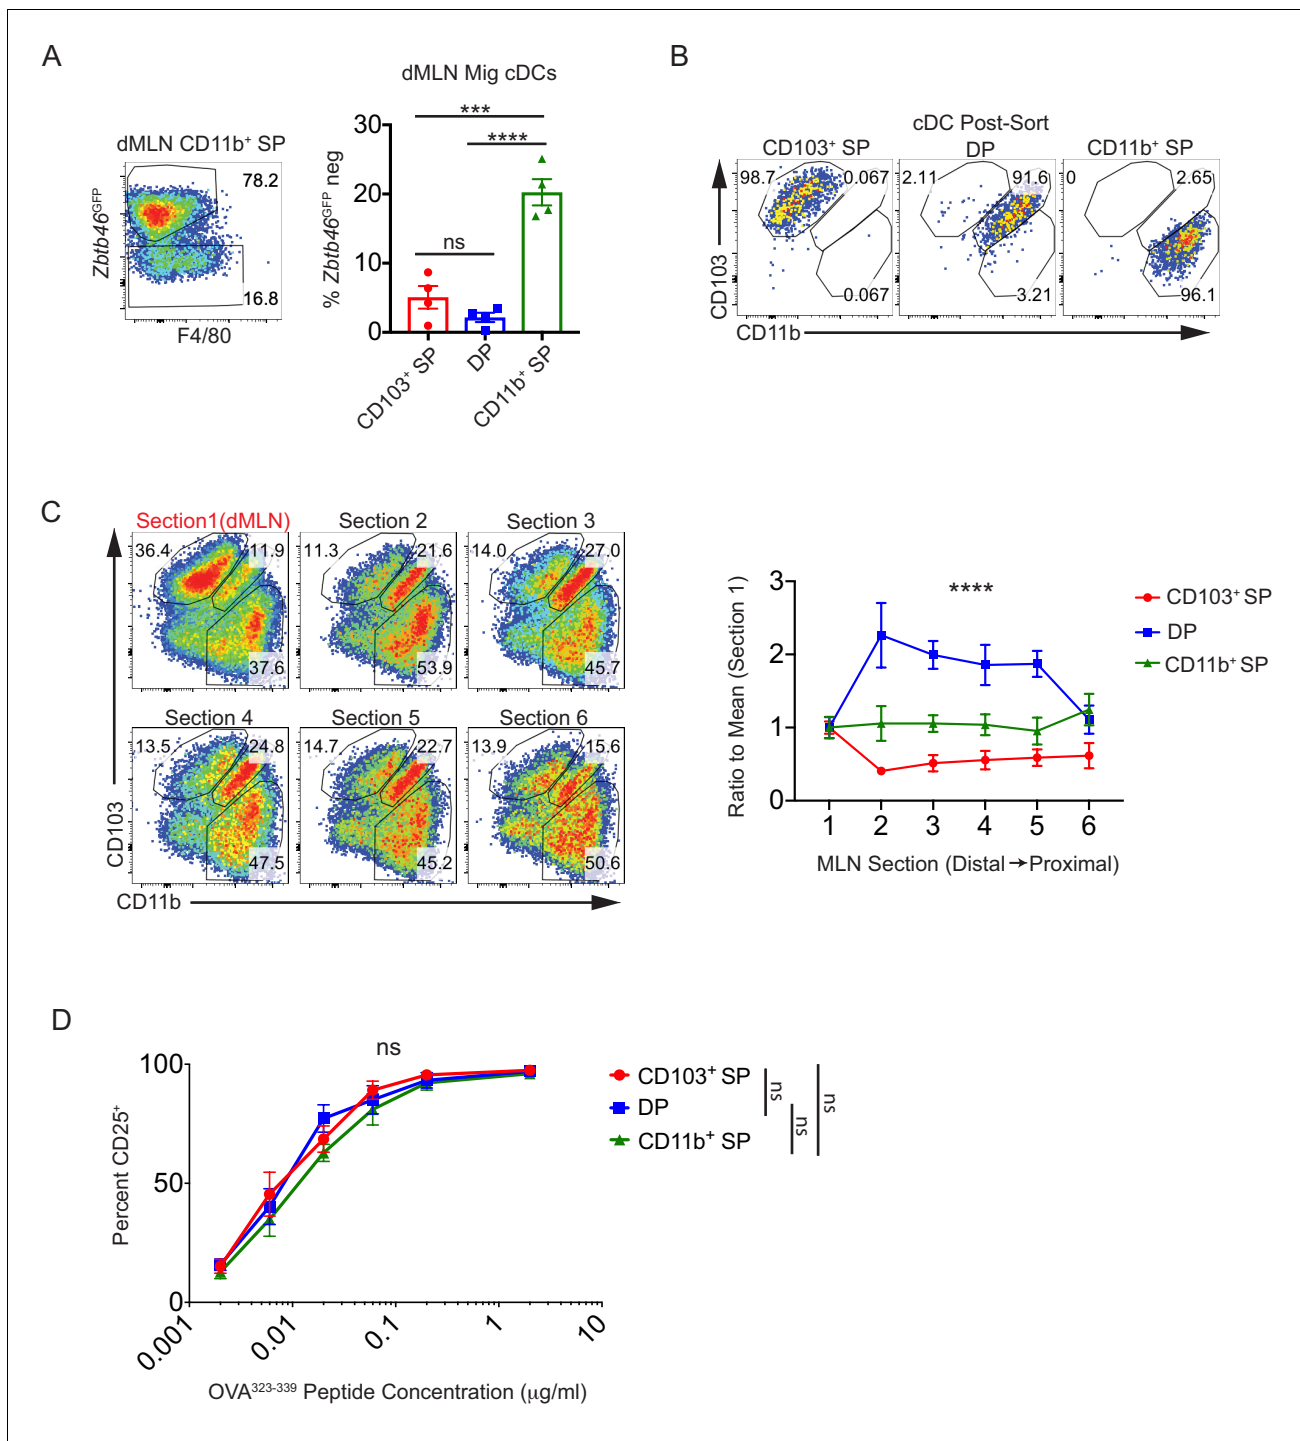 A
dMLN CD11b⁺ SP
78.2
16.8
Zbtb46ᴳᶠᴾ
F4/80
dMLN Mig cDCs
***
****
ns
30
20
10
0
% Zbtb46ᴳᶠᴾ neg
CD103⁺ SP
DP
CD11b⁺ SP
B
cDC Post-Sort
CD103⁺ SP
DP
CD11b⁺ SP
98.7
0.067
0.067
2.11
91.6
3.21
0
2.65
96.1
CD103
CD11b
C
Section1(dMLN)
Section 2
Section 3
36.4
11.9
37.6
11.3
21.6
53.9
14.0
27.0
45.7
Section 4
Section 5
Section 6
13.5
24.8
47.5
14.7
22.7
45.2
13.9
15.6
50.6
CD103
CD11b
****
3
2
1
0
Ratio to Mean (Section 1)
1 2 3 4 5 6
MLN Section (Distal → Proximal)
CD103⁺ SP
DP
CD11b⁺ SP
D
ns
100
50
0
Percent CD25⁺
0.001 0.01 0.1 1 10
OVA³²³⁻³³⁹ Peptide Concentration (µg/ml)
CD103⁺ SP
DP
CD11b⁺ SP
ns
ns
ns